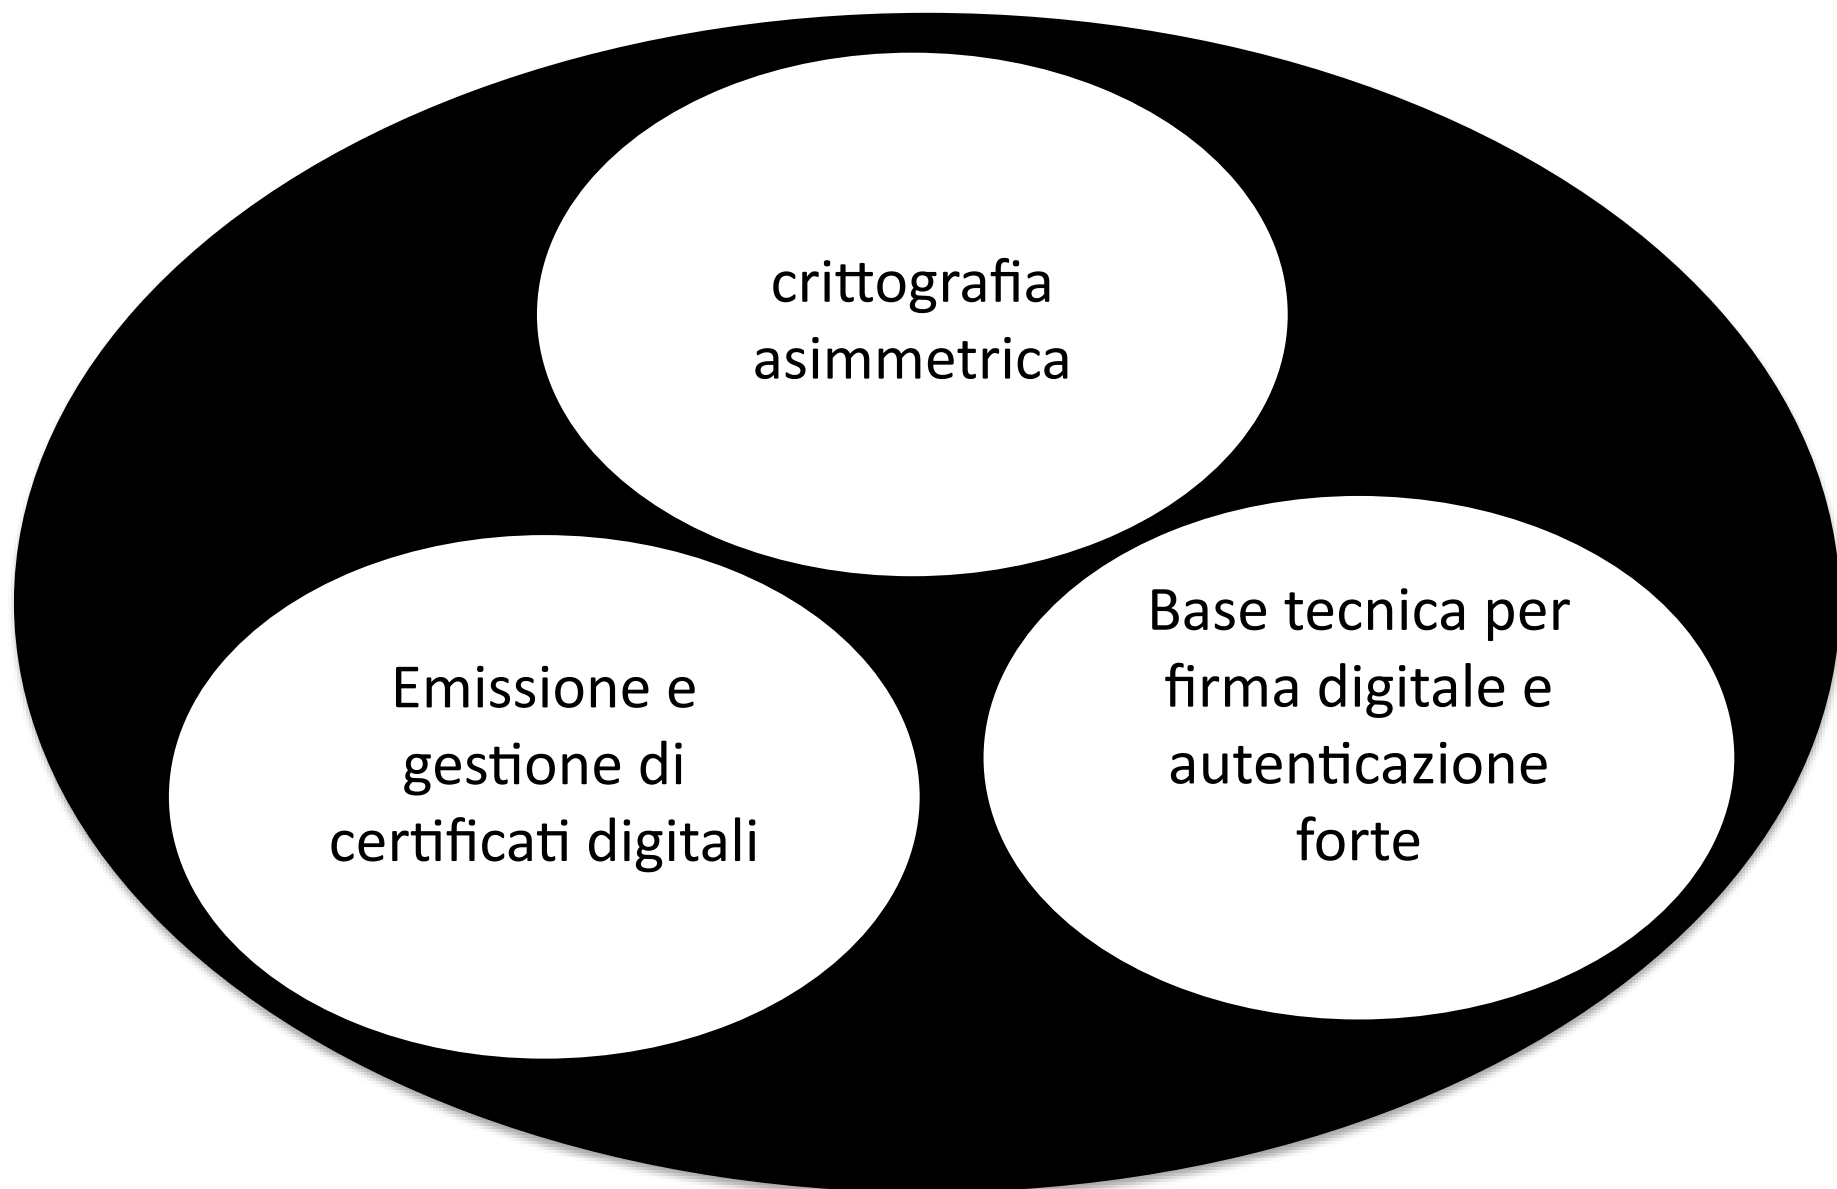 crittografia
asimmetrica
Emissione e
gestione di
certificati digitali
Base tecnica per
firma digitale e
autenticazione
forte